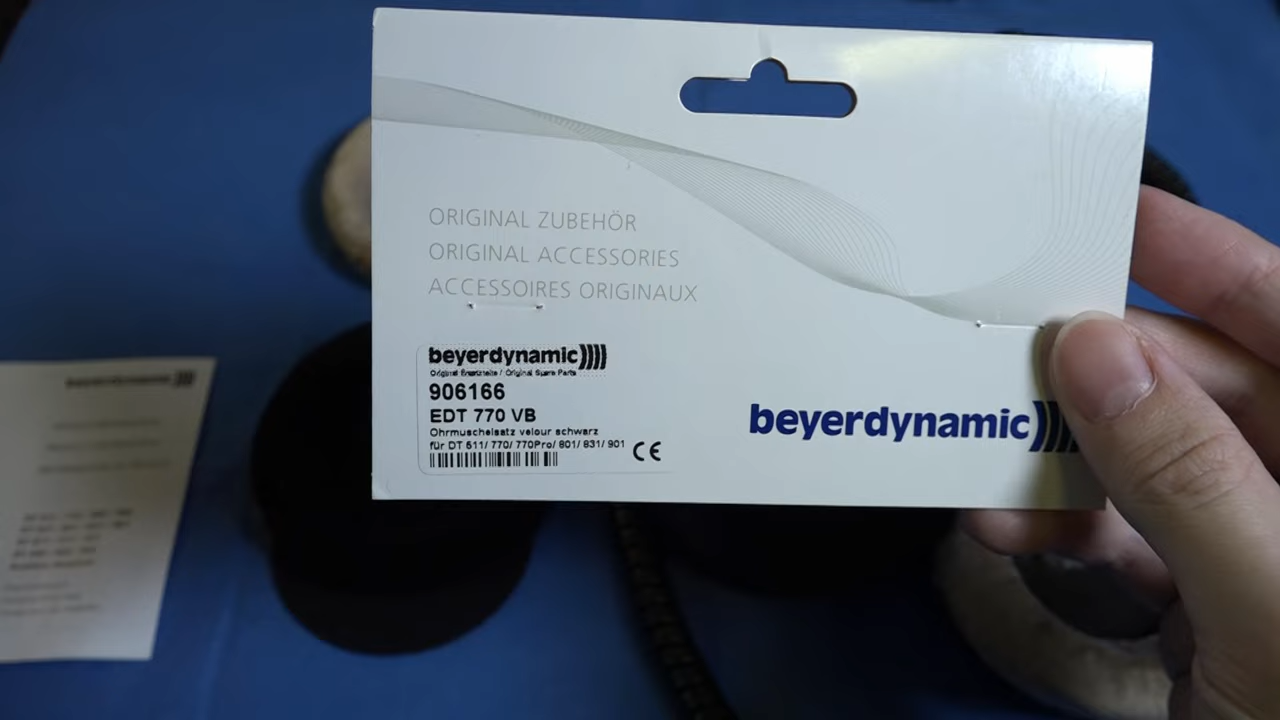 ORIGINAL ZUBEHÖR
ORIGINAL ACCESSORIES
ACCESSOIRES ORIGINAUX
beyerdynamic
Original Ersatzteile / Original Spare Parts
906166
EDT 770 VB
Ohrmuschelsatz velour schwarz
für DT 511/ 770/ 770Pro/ 801/ 831/ 901
CE
beyerdynamic
beyerdynamic